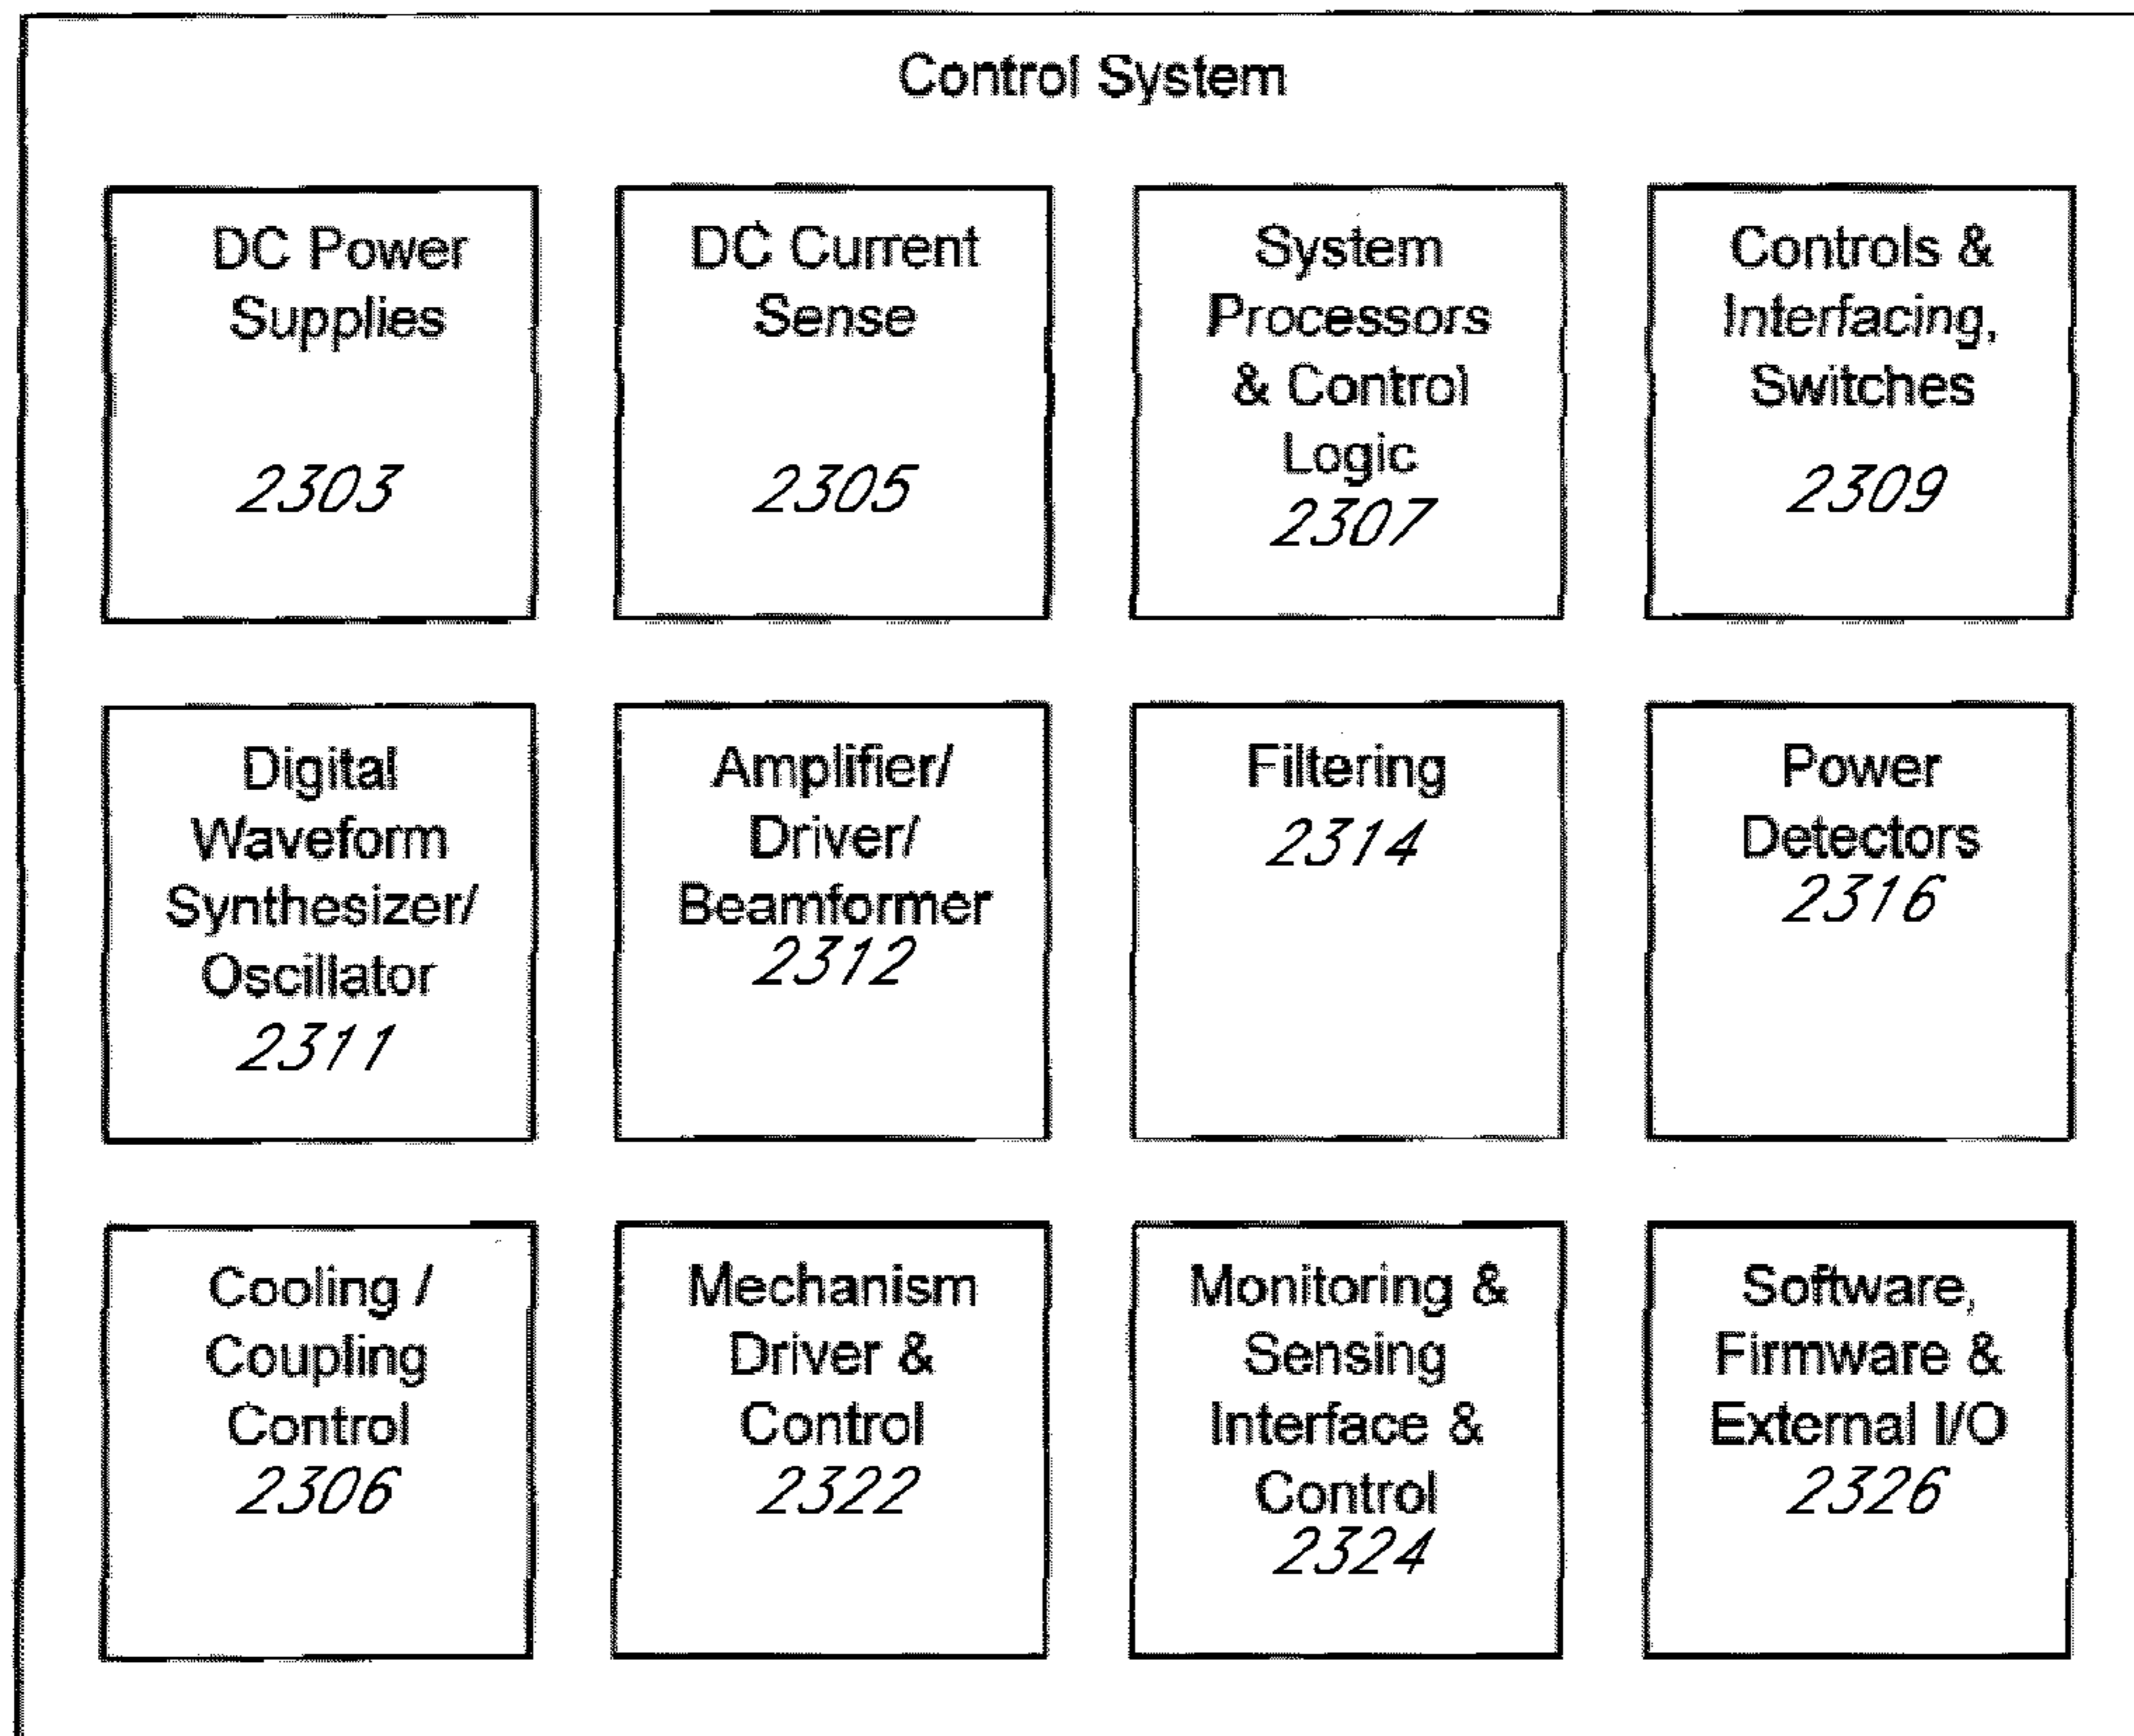 Control System
DC Power
Supplies
2303
DC Current
Sense
2305
System
Processors
& Control
Logic
2307
Controls &
Interfacing,
Switches
2309
Digital
Waveform
Synthesizer/
Oscillator
2311
Amplifier/
Driver/
Beamformer
2312
Filtering
2314
Power
Detectors
2316
Cooling /
Coupling
Control
2306
Mechanism
Driver &
Control
2322
Monitoring &
Sensing
Interface &
Control
2324
Software,
Firmware &
External I/O
2326